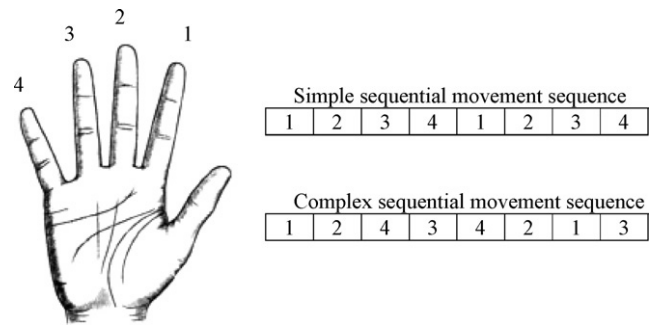 2
1
3
4
Simple sequential movement sequence
1 2 3 4 1 2 3 4
Complex sequential movement sequence
1 2 4 3 4 2 1 3